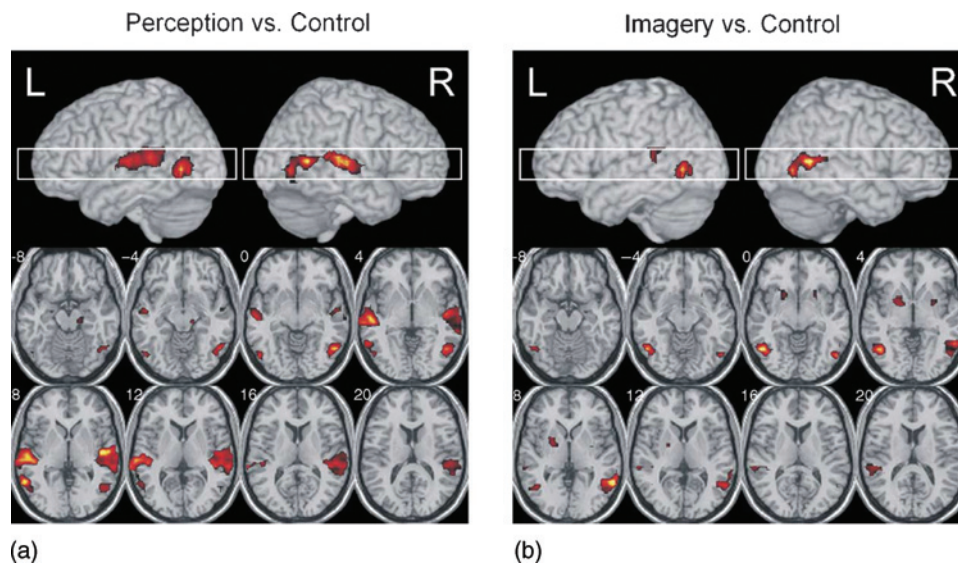 Perception vs. Control
L R
-8 -4 0 4
8 12 16 20
(a)
Imagery vs. Control
L R
-8 -4 0 4
8 12 16 20
(b)